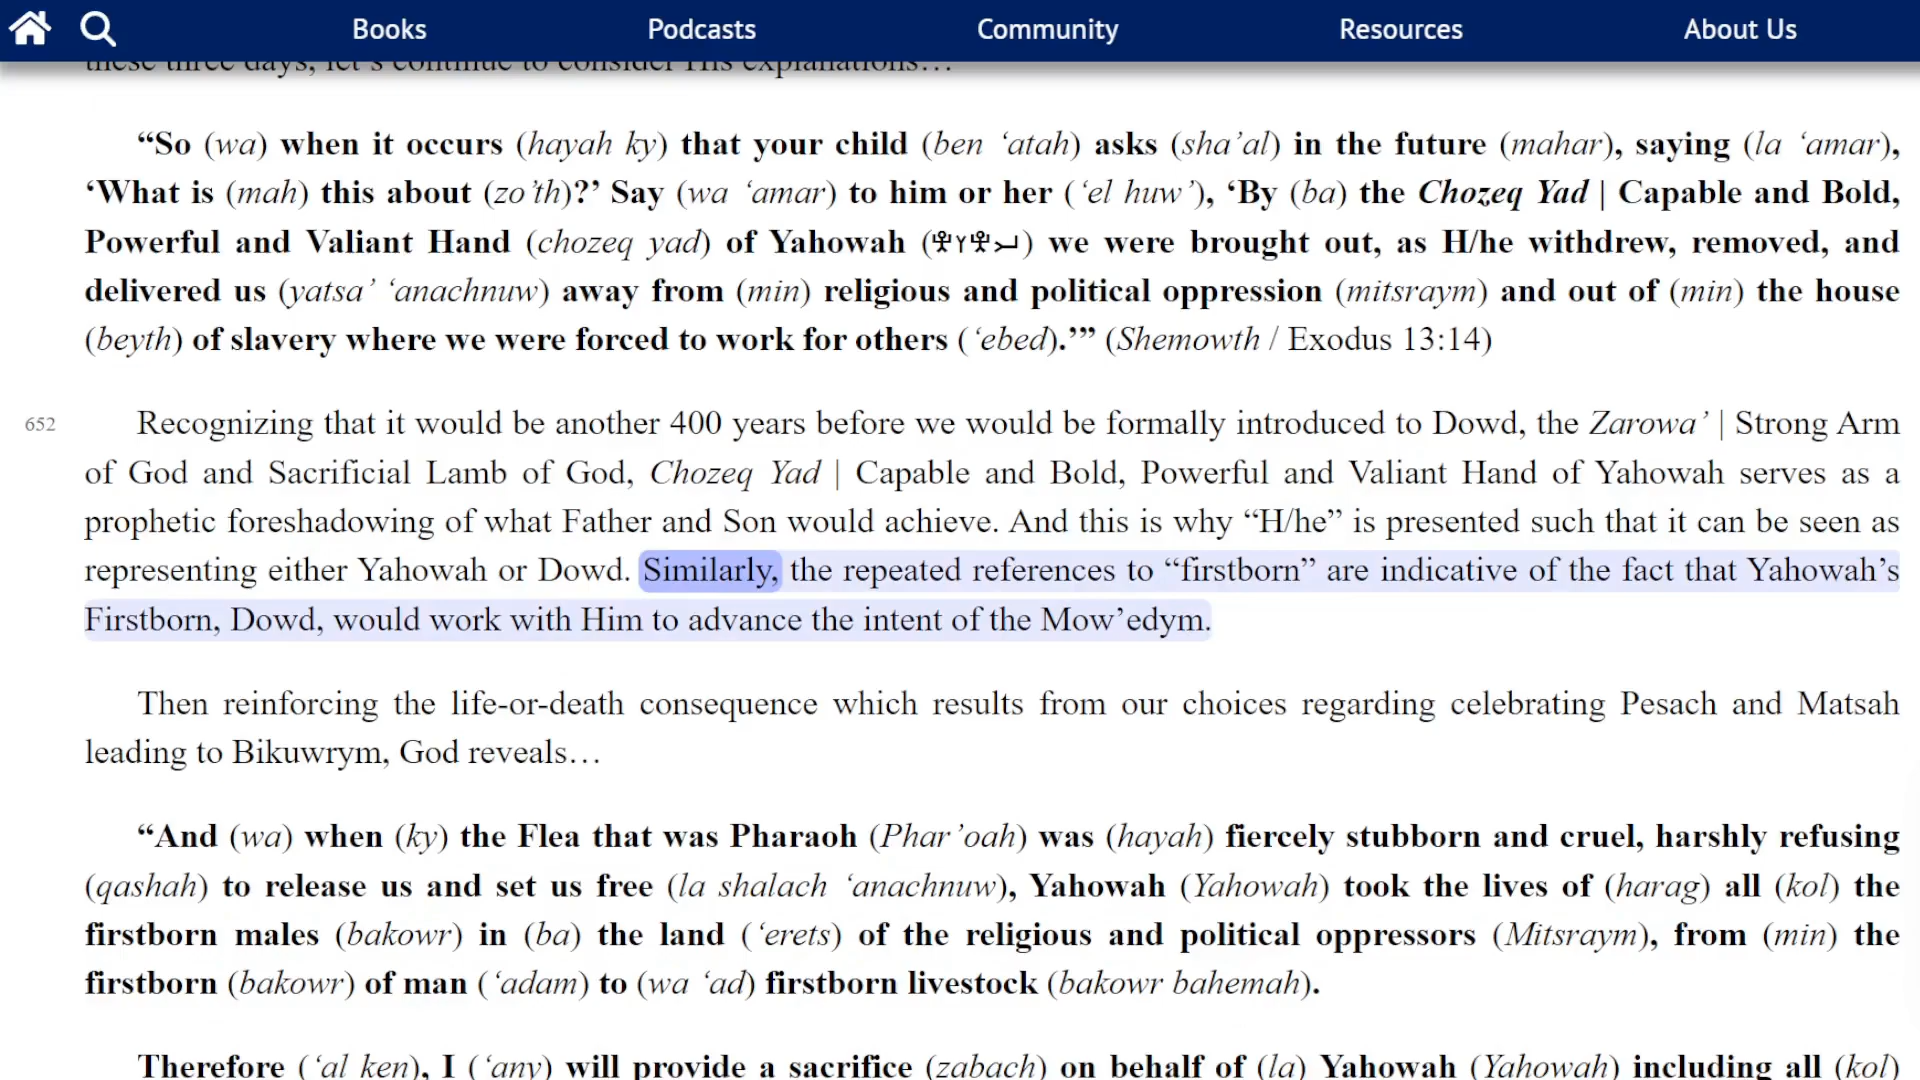 Books Podcasts Community Resources About Us
these three days, let’s continue to consider His explanations…
“So (wa) when it occurs (hayah ky) that your child (ben ‘atah) asks (sha’al) in the future (mahar), saying (la ‘amar),
‘What is (mah) this about (zo’th)?’ Say (wa ‘amar) to him or her (‘el huw’), ‘By (ba) the Chozeq Yad | Capable and Bold,
Powerful and Valiant Hand (chozeq yad) of Yahowah () we were brought out, as H/he withdrew, removed, and
delivered us (yatsa’ ‘anachnuw) away from (min) religious and political oppression (mitsraym) and out of (min) the house
(beyth) of slavery where we were forced to work for others (‘ebed).’” (Shemowth / Exodus 13:14)
652
Recognizing that it would be another 400 years before we would be formally introduced to Dowd, the Zarowa’ | Strong Arm
of God and Sacrificial Lamb of God, Chozeq Yad | Capable and Bold, Powerful and Valiant Hand of Yahowah serves as a
prophetic foreshadowing of what Father and Son would achieve. And this is why “H/he” is presented such that it can be seen as
representing either Yahowah or Dowd. Similarly, the repeated references to “firstborn” are indicative of the fact that Yahowah’s
Firstborn, Dowd, would work with Him to advance the intent of the Mow’edym.
Then reinforcing the life-or-death consequence which results from our choices regarding celebrating Pesach and Matsah
leading to Bikuwrym, God reveals…
“And (wa) when (ky) the Flea that was Pharaoh (Phar’oah) was (hayah) fiercely stubborn and cruel, harshly refusing
(qashah) to release us and set us free (la shalach ‘anachnuw), Yahowah (Yahowah) took the lives of (harag) all (kol) the
firstborn males (bakowr) in (ba) the land (‘erets) of the religious and political oppressors (Mitsraym), from (min) the
firstborn (bakowr) of man (‘adam) to (wa ‘ad) firstborn livestock (bakowr bahemah).
Therefore (‘al ken), I (‘any) will provide a sacrifice (zabach) on behalf of (la) Yahowah (Yahowah) including all (kol)